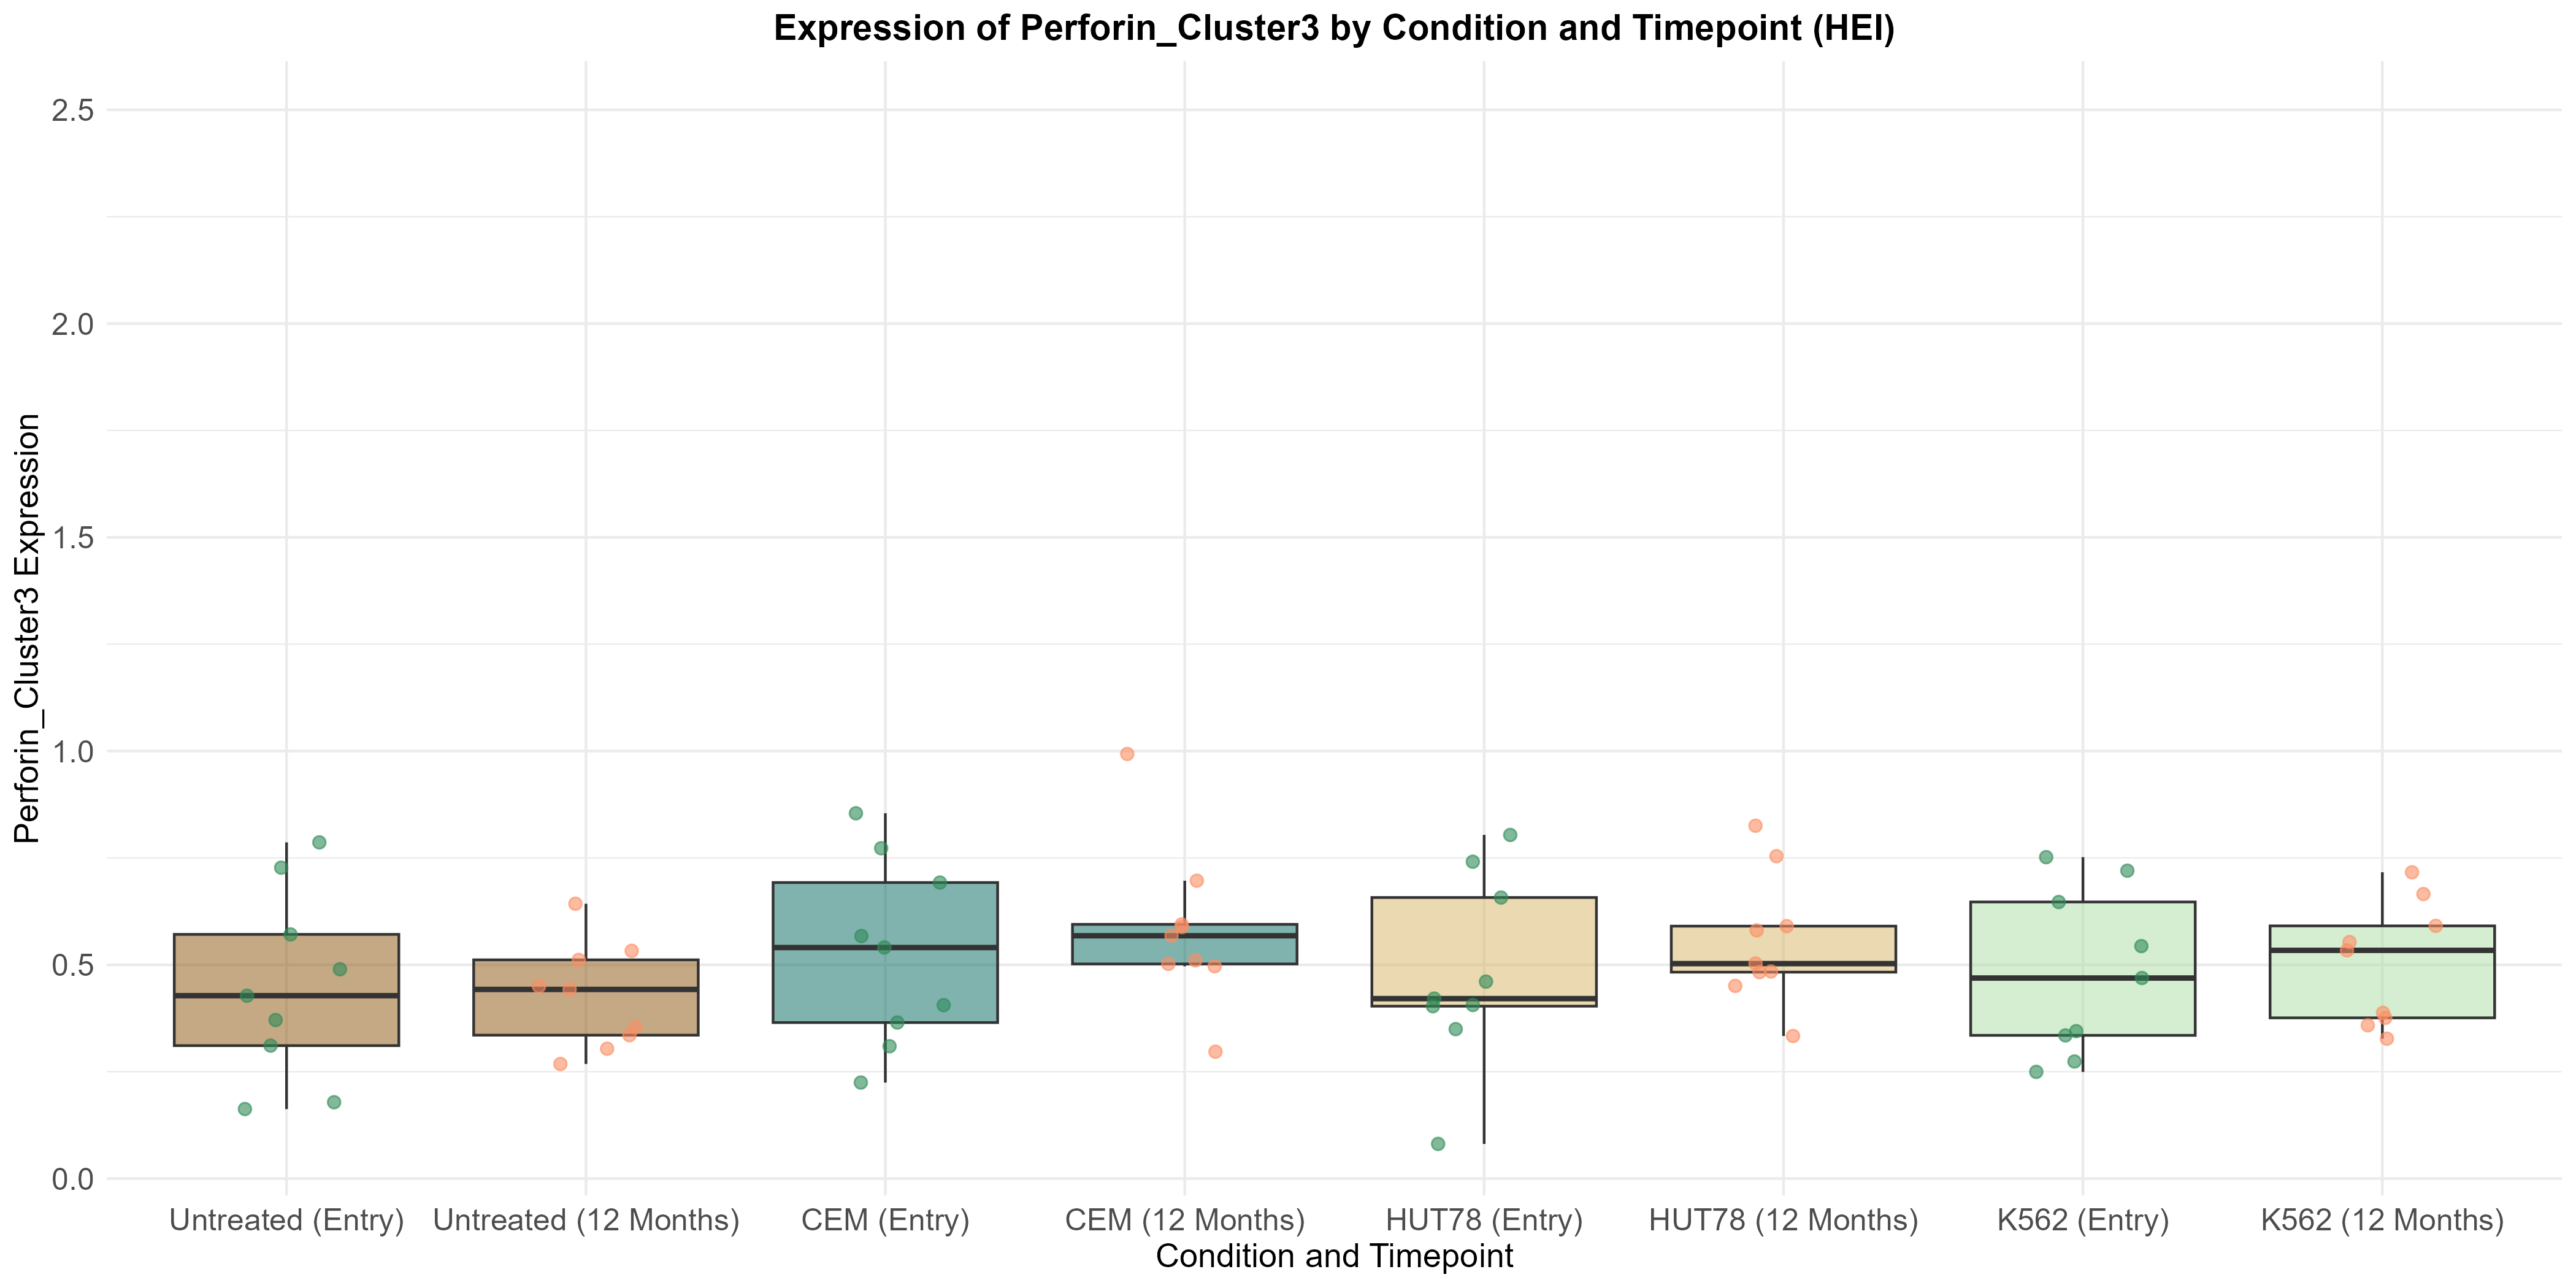 Expression of Perforin_Cluster3 by Condition and Timepoint (HEI)
Perforin_Cluster3 Expression
2.5
2.0
1.5
1.0
0.5
0.0
Untreated (Entry) Untreated (12 Months) CEM (Entry) CEM (12 Months) HUT78 (Entry) HUT78 (12 Months) K562 (Entry) K562 (12 Months)
Condition and Timepoint